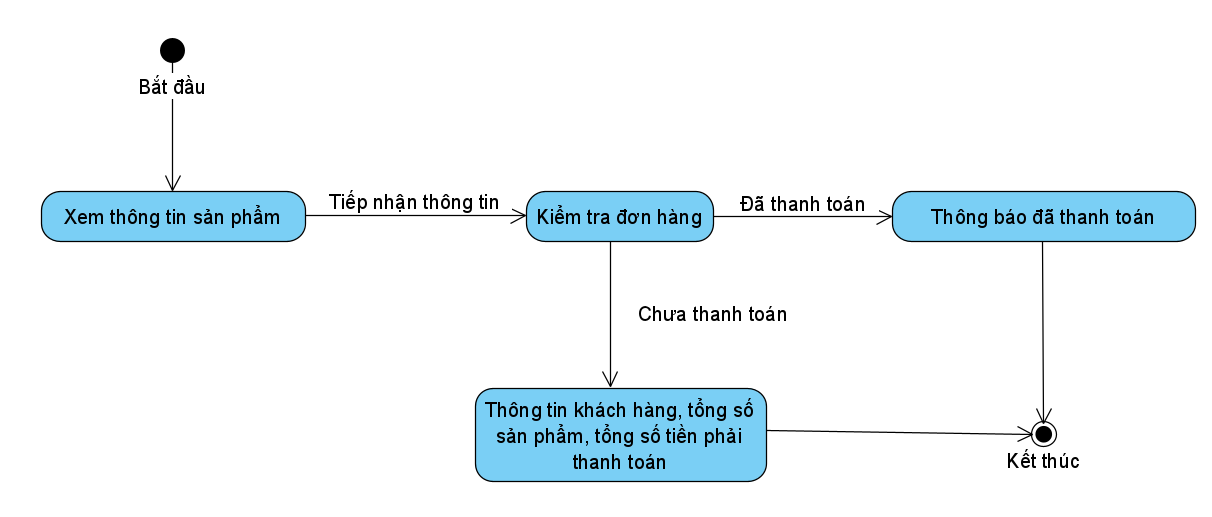 Bắt đầu
Xem thông tin sản phẩm
Tiếp nhận thông tin
Kiểm tra đơn hàng
Đã thanh toán
Thông báo đã thanh toán
Chưa thanh toán
Thông tin khách hàng, tổng số
sản phẩm, tổng số tiền phải
thanh toán
Kết thúc